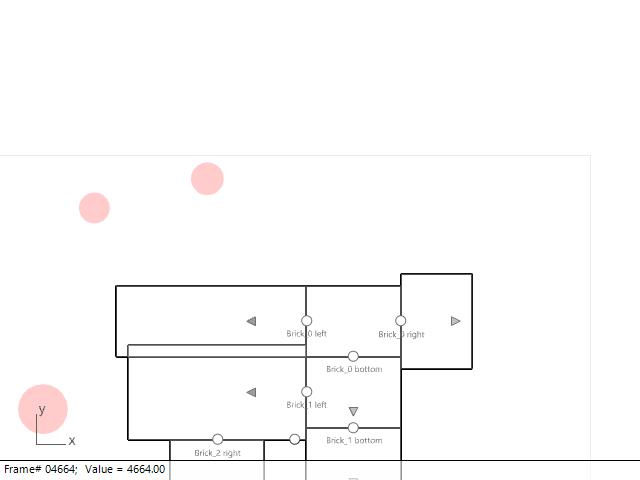 Brick_0 left
Brick_0 right
Brick_0 bottom
Brick_1 left
y
Brick_1 bottom
x
Brick_2 right
Frame# 04664; Value = 4664.00